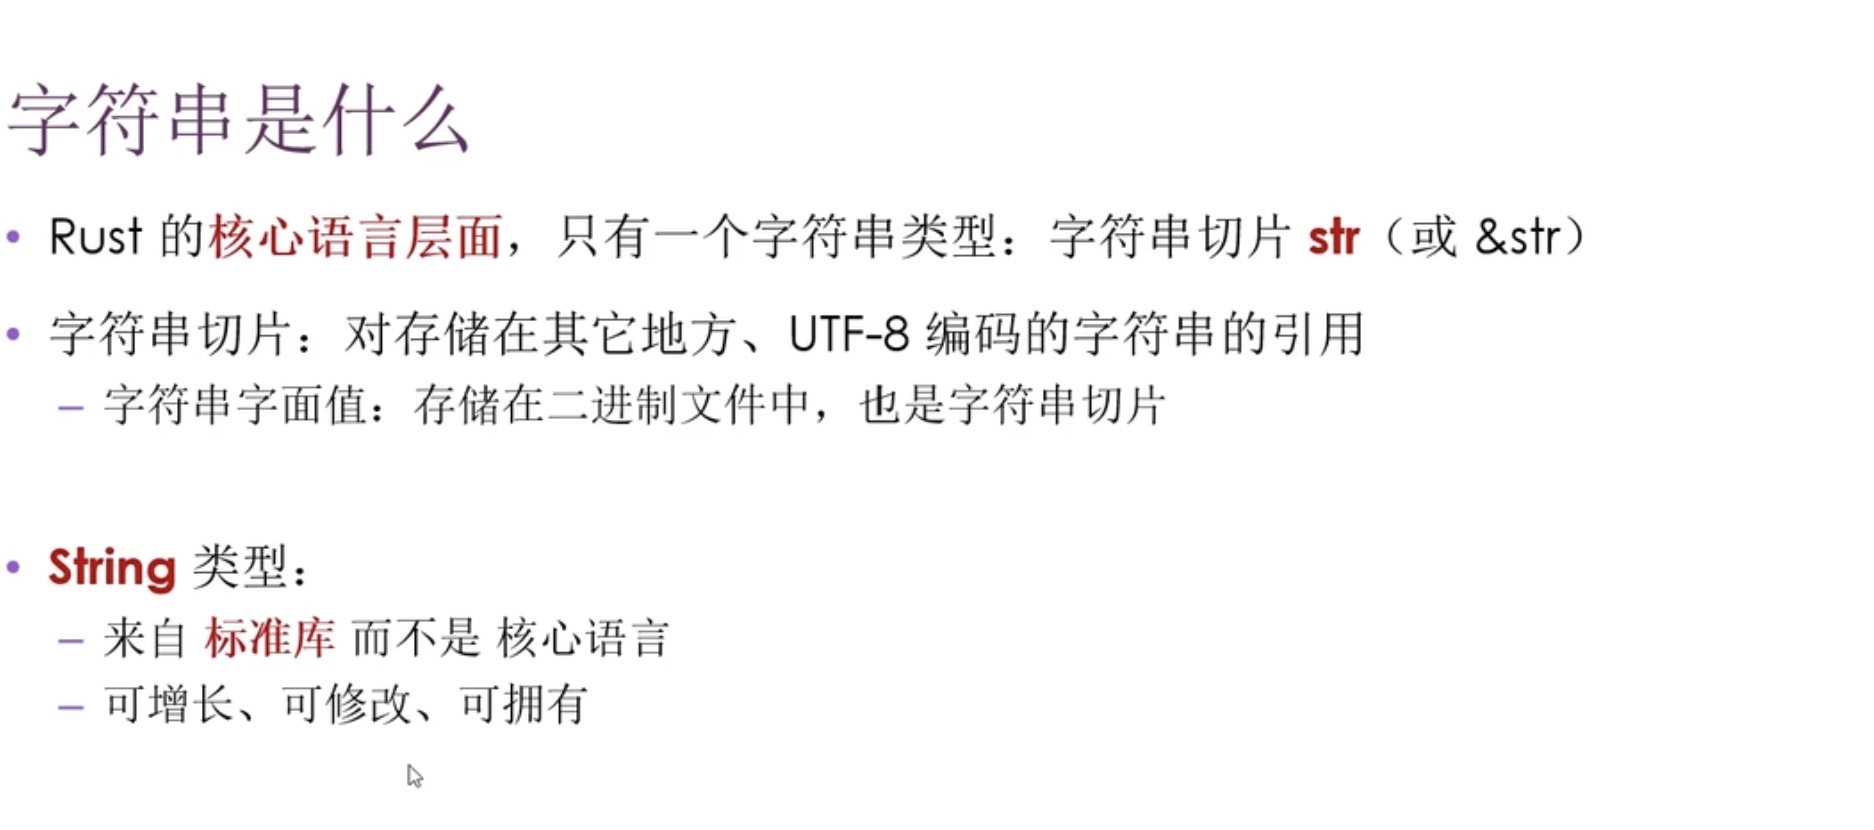 字符串是什么
• Rust 的核心语言层面，只有一个字符串类型：字符串切片 str（或 &str）
• 字符串切片：对存储在其它地方、UTF-8 编码的字符串的引用
– 字符串字面值：存储在二进制文件中，也是字符串切片
• String 类型：
– 来自 标准库 而不是 核心语言
– 可增长、可修改、可拥有